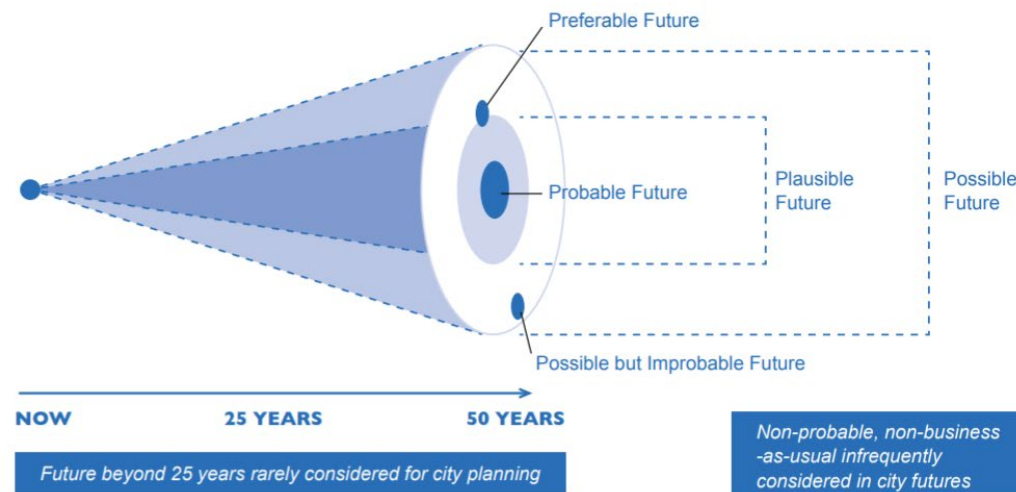 Preferable Future
Probable Future
Plausible
Future
Possible
Future
Possible but Improbable Future
NOW
25 YEARS
50 YEARS
Future beyond 25 years rarely considered for city planning
Non-probable, non-business
-as-usual infrequently
considered in city futures